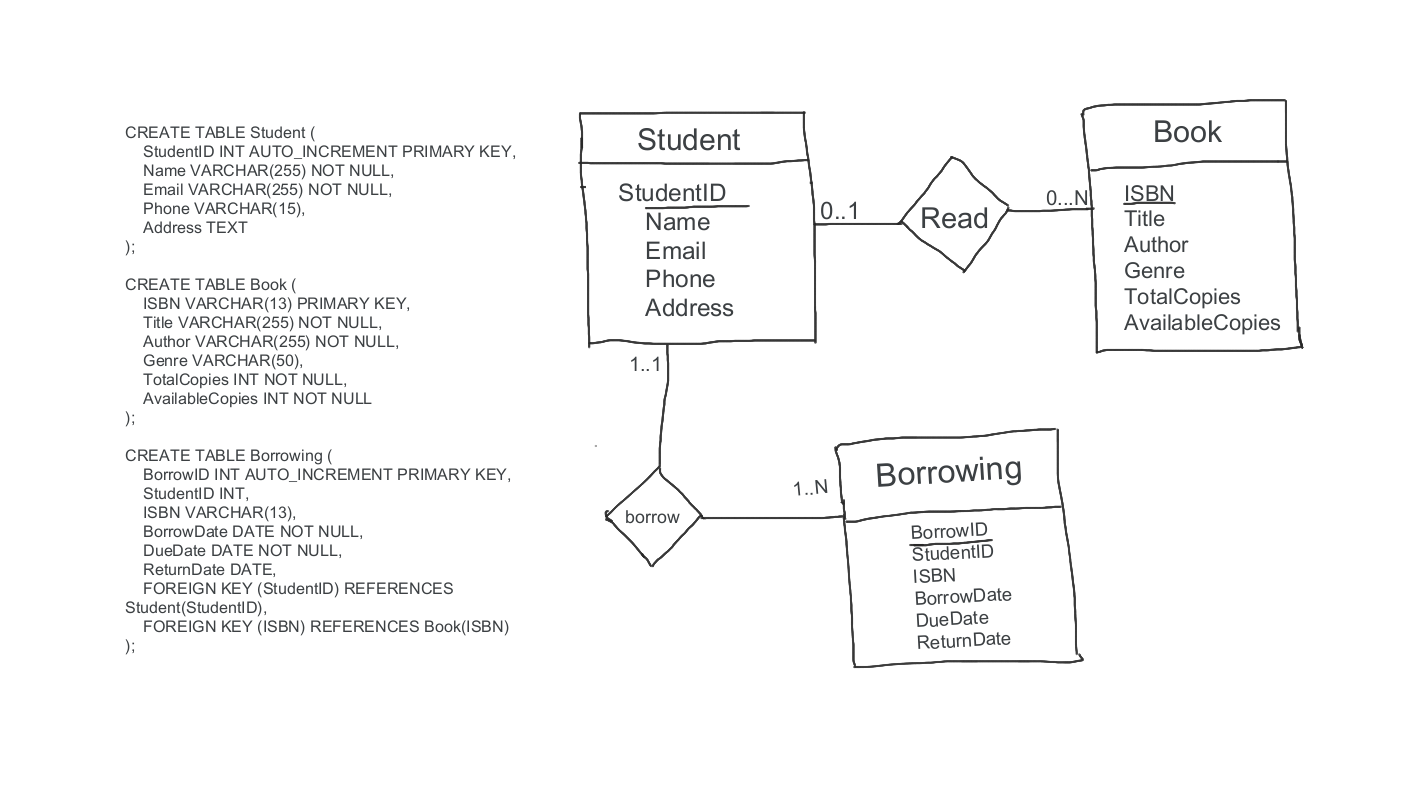 CREATE TABLE Student (
StudentID INT AUTO_INCREMENT PRIMARY KEY,
Name VARCHAR(255) NOT NULL,
Email VARCHAR(255) NOT NULL,
Phone VARCHAR(15),
Address TEXT
);
CREATE TABLE Book (
ISBN VARCHAR(13) PRIMARY KEY,
Title VARCHAR(255) NOT NULL,
Author VARCHAR(255) NOT NULL,
Genre VARCHAR(50),
TotalCopies INT NOT NULL,
AvailableCopies INT NOT NULL
);
CREATE TABLE Borrowing (
BorrowID INT AUTO_INCREMENT PRIMARY KEY,
StudentID INT,
ISBN VARCHAR(13),
BorrowDate DATE NOT NULL,
DueDate DATE NOT NULL,
ReturnDate DATE,
FOREIGN KEY (StudentID) REFERENCES
Student(StudentID),
FOREIGN KEY (ISBN) REFERENCES Book(ISBN)
);
Student
StudentID
Name
Email
Phone
Address
0..1
Read
0...N
Book
ISBN
Title
Author
Genre
TotalCopies
AvailableCopies
1..1
borrow
1..N
Borrowing
BorrowID
StudentID
ISBN
BorrowDate
DueDate
ReturnDate